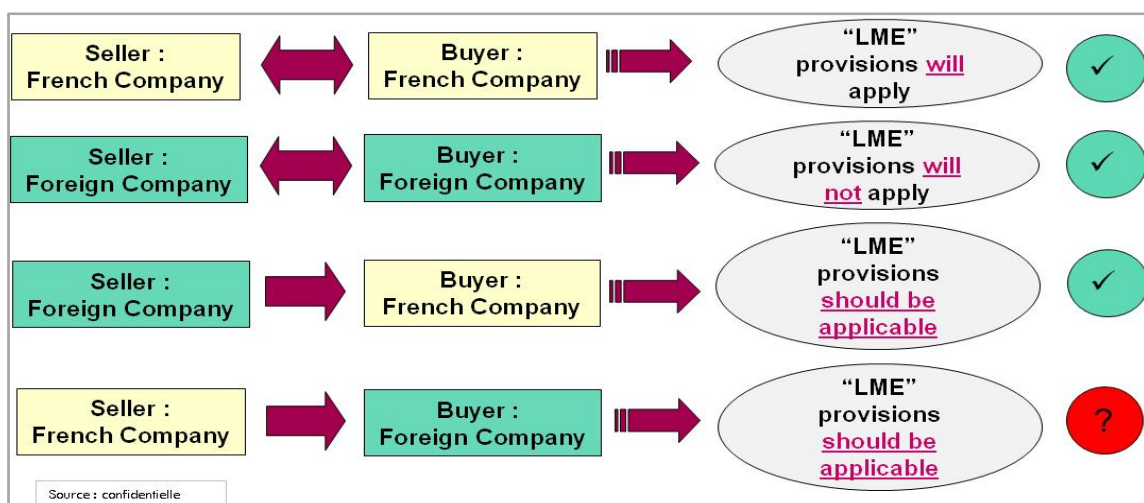 Seller :
French Company
Buyer :
French Company
“LME”
provisions will
apply
✓
Seller :
Foreign Company
Buyer :
Foreign Company
“LME”
provisions will
not apply
✓
Seller :
Foreign Company
Buyer :
French Company
“LME”
provisions
should be
applicable
✓
Seller :
French Company
Buyer :
Foreign Company
“LME”
provisions
should be
applicable
?
Source : confidentielle